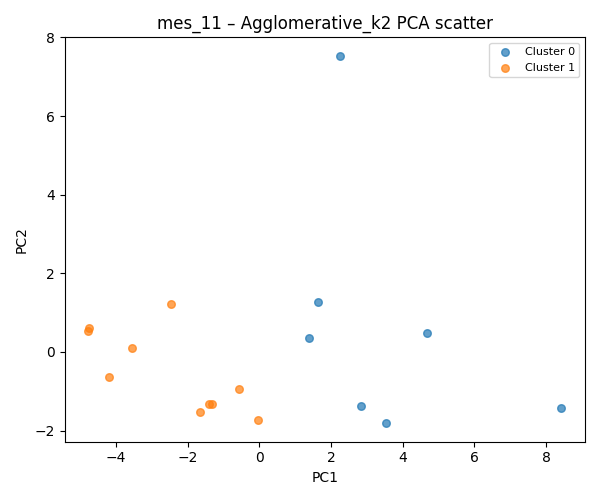 mes_11 – Agglomerative_k2 PCA scatter
Cluster 0
Cluster 1
8
6
4
2
0
−2
PC2
−4 −2 0 2 4 6 8
PC1